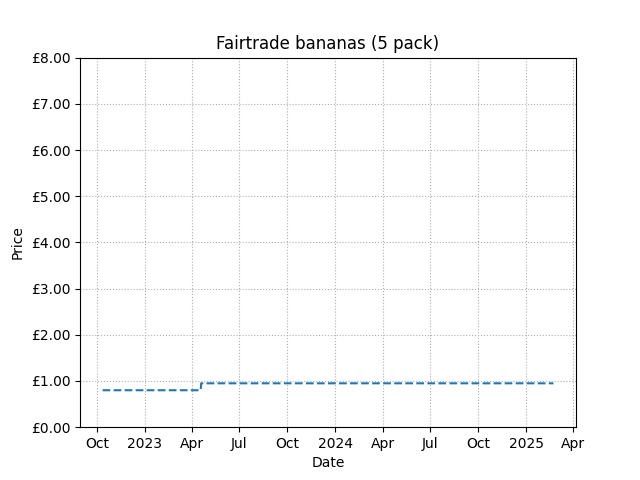 Fairtrade bananas (5 pack)
£8.00
£7.00
£6.00
£5.00
£4.00
£3.00
£2.00
£1.00
£0.00
Price
Oct 2023 Apr Jul Oct 2024 Apr Jul Oct 2025 Apr
Date